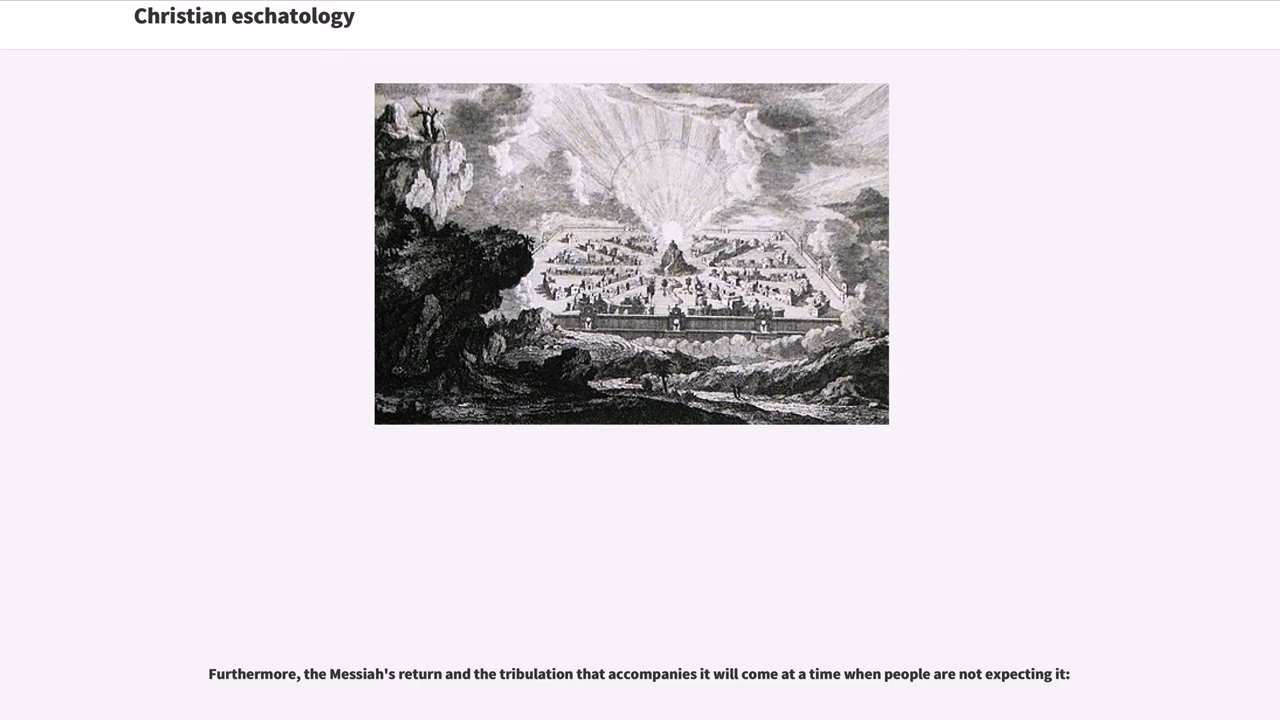 Christian eschatology
Furthermore, the Messiah's return and the tribulation that accompanies it will come at a time when people are not expecting it: